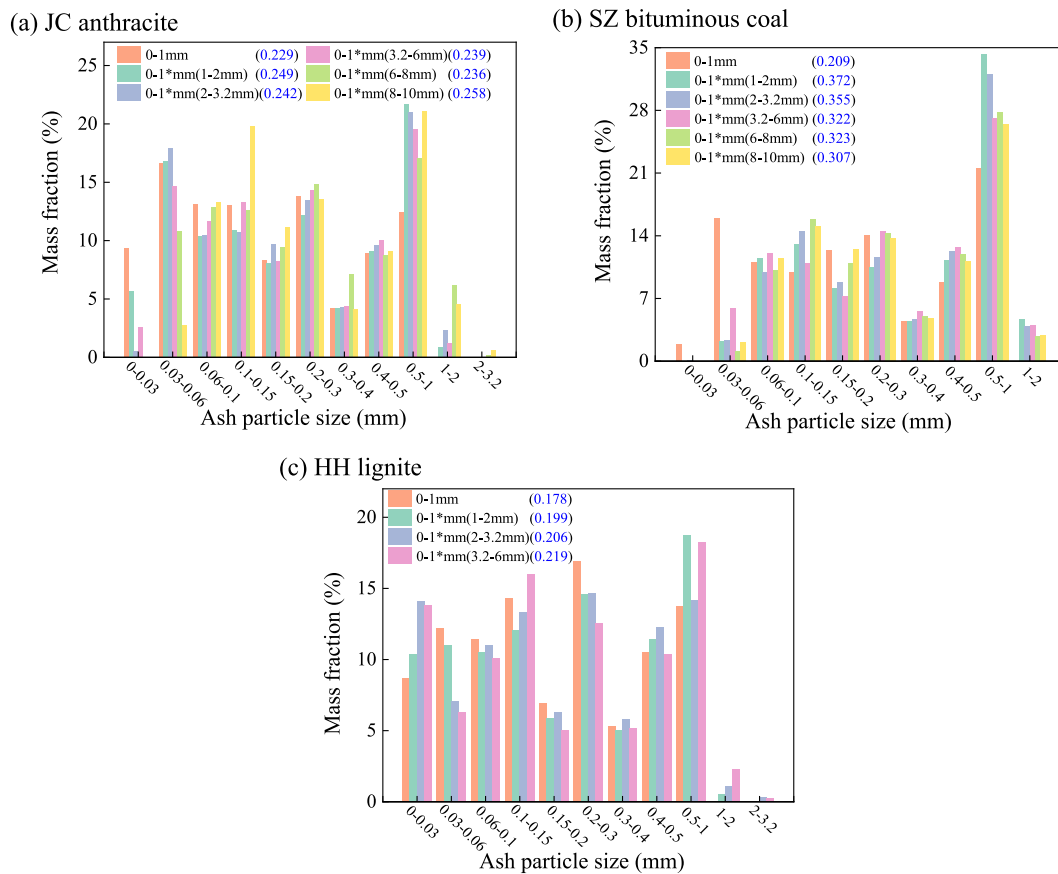 (a) JC anthracite
0-1mm (0.229) 0-1*mm(3.2-6mm)(0.239)
0-1*mm(1-2mm) (0.249) 0-1*mm(6-8mm) (0.236)
0-1*mm(2-3.2mm)(0.242) 0-1*mm(8-10mm) (0.258)
Mass fraction (%)
25
20
15
10
5
0
0-0.03 0.03-0.06 0.06-0.1 0.1-0.15 0.15-0.2 0.2-0.3 0.3-0.4 0.4-0.5 0.5-1 1-2 2-3.2
Ash particle size (mm)
(b) SZ bituminous coal
0-1mm (0.209)
0-1*mm(1-2mm) (0.372)
0-1*mm(2-3.2mm) (0.355)
0-1*mm(3.2-6mm) (0.322)
0-1*mm(6-8mm) (0.323)
0-1*mm(8-10mm) (0.307)
Mass fraction (%)
35
28
21
14
7
0
0-0.03 0.03-0.06 0.06-0.1 0.1-0.15 0.15-0.2 0.2-0.3 0.3-0.4 0.4-0.5 0.5-1 1-2
Ash particle size (mm)
(c) HH lignite
0-1mm (0.178)
0-1*mm(1-2mm) (0.199)
0-1*mm(2-3.2mm)(0.206)
0-1*mm(3.2-6mm)(0.219)
Mass fraction (%)
20
15
10
5
0
0-0.03 0.03-0.06 0.06-0.1 0.1-0.15 0.15-0.2 0.2-0.3 0.3-0.4 0.4-0.5 0.5-1 1-2 2-3.2
Ash particle size (mm)